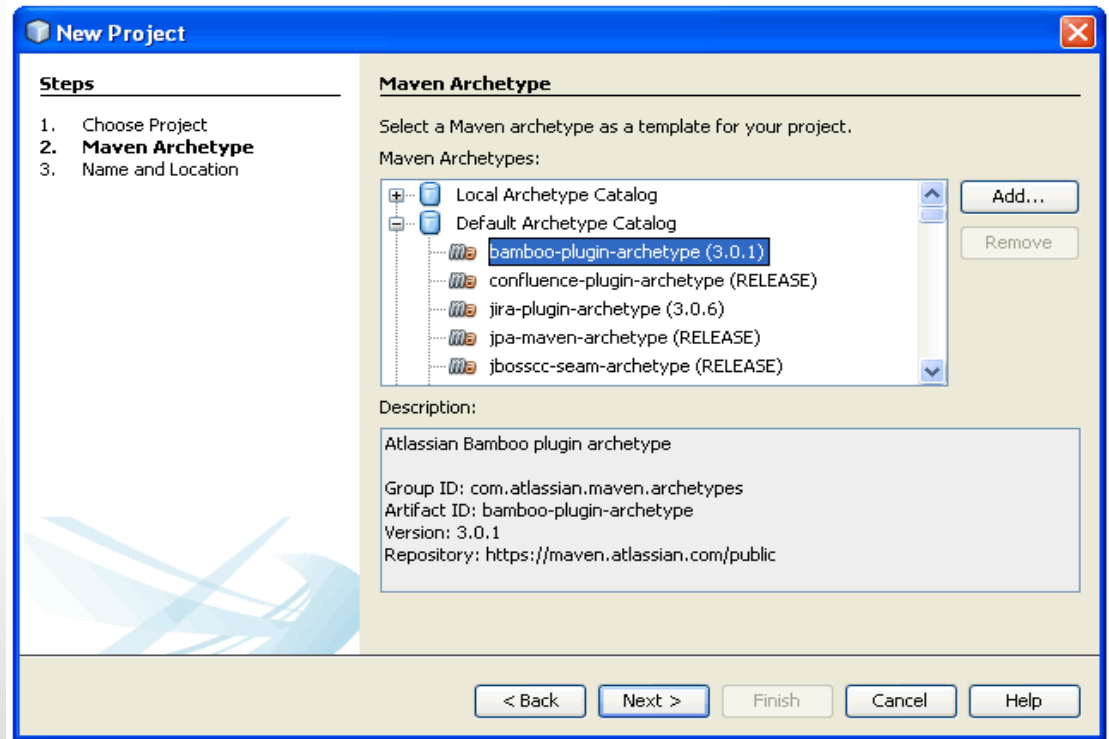 New Project
Steps
1. Choose Project
2. Maven Archetype
3. Name and Location
Maven Archetype
Select a Maven archetype as a template for your project.
Maven Archetypes:
Local Archetype Catalog
Default Archetype Catalog
bamboo-plugin-archetype (3.0.1)
confluence-plugin-archetype (RELEASE)
jira-plugin-archetype (3.0.6)
jpa-maven-archetype (RELEASE)
jbosscc-seam-archetype (RELEASE)
Add...
Remove
Description:
Atlassian Bamboo plugin archetype
Group ID: com.atlassian.maven.archetypes
Artifact ID: bamboo-plugin-archetype
Version: 3.0.1
Repository: https://maven.atlassian.com/public
< Back
Next >
Finish
Cancel
Help